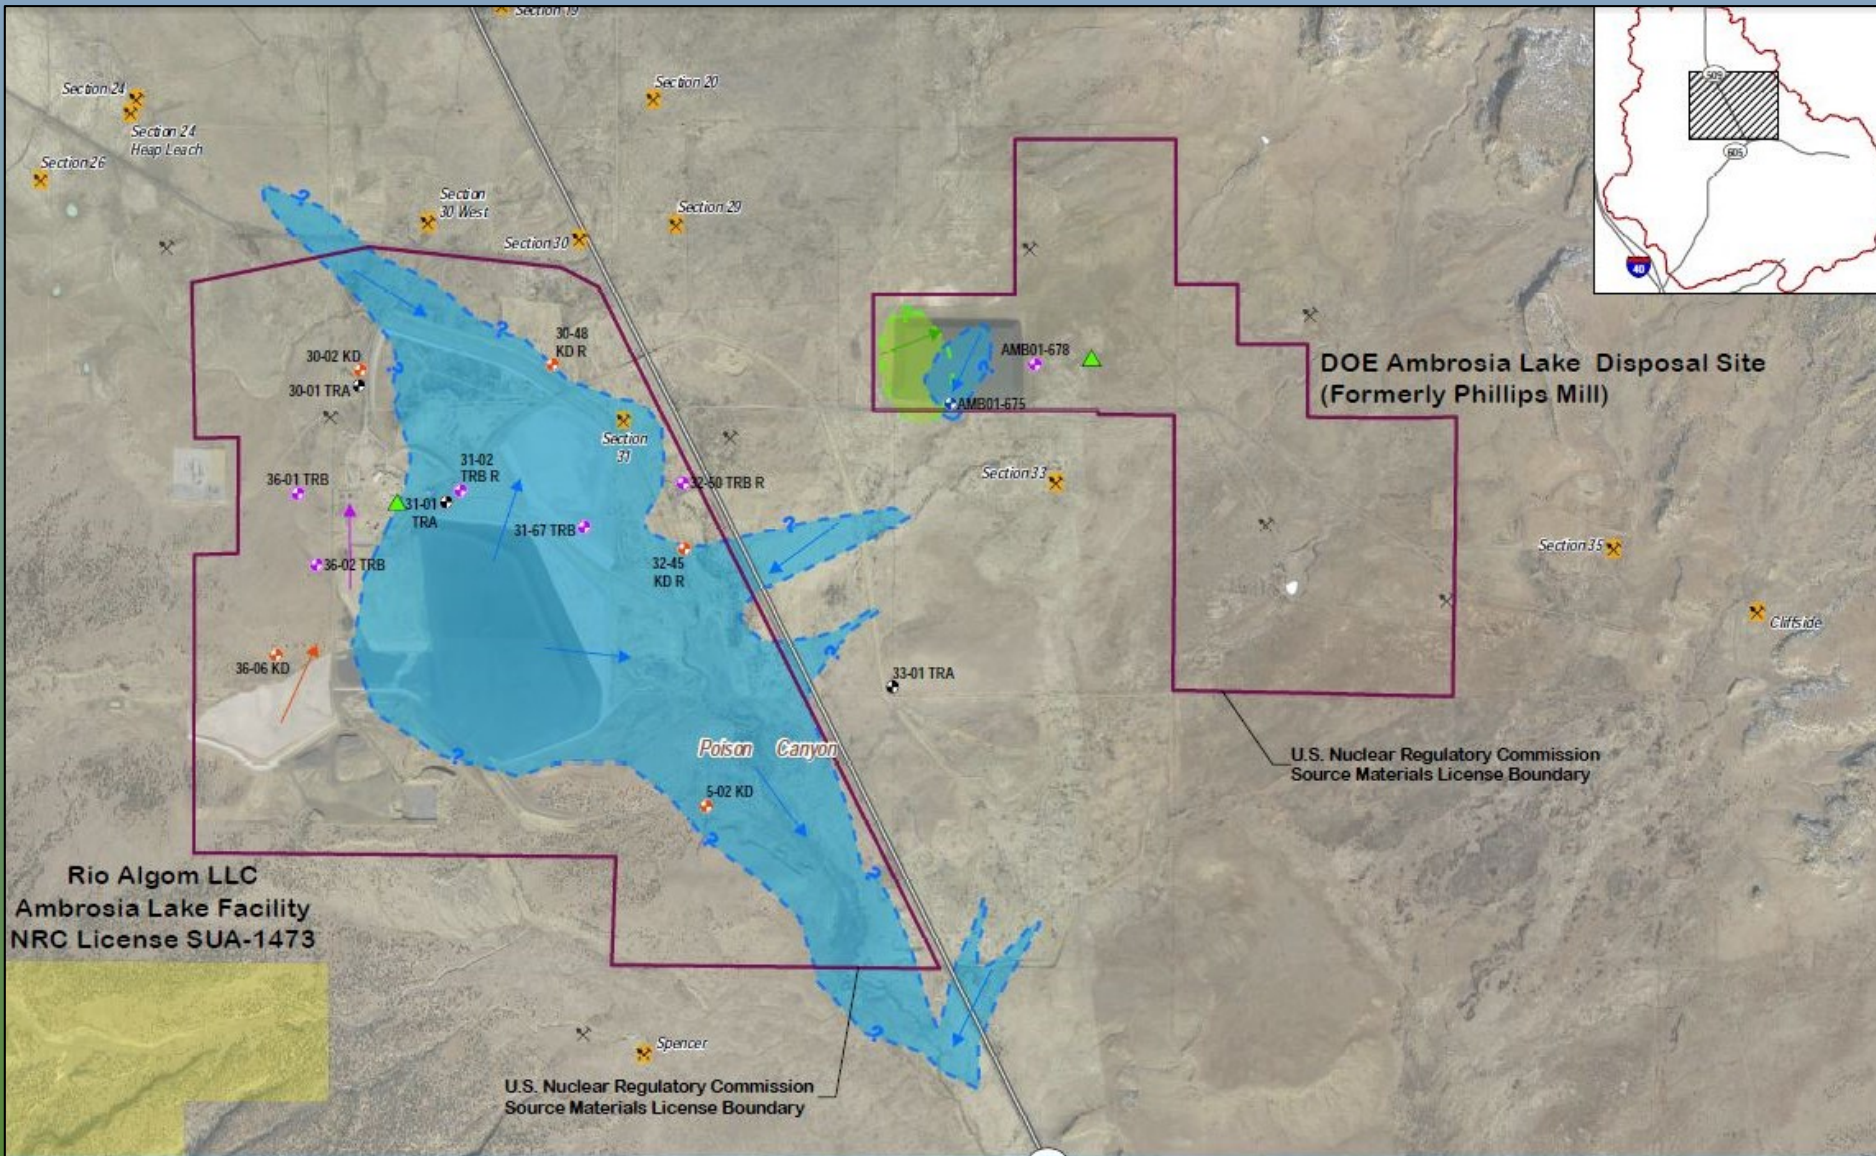 Section 19
Section 24
Section 20
509
Section 24
Heap Leach
605
Section 26
?
Section
30 West
Section 29
Section 30
40
?
30-48
KD R
30-02 KD
AMB01-678
DOE Ambrosia Lake Disposal Site
(Formerly Phillips Mill)
?
?
30-01 TRA
AMB01-675
Section
31
31-02
TRB R
Section 33
36-01 TRB
32-50 TRB R
31-01
TRA
?
31-67 TRB
Section 35
36-02 TRB
32-45
KD R
Cliffside
?
36-06 KD
33-01 TRA
Poison Canyon
?
U.S. Nuclear Regulatory Commission
Source Materials License Boundary
5-02 KD
?
Rio Algom LLC
Ambrosia Lake Facility
NRC License SUA-1473
?
?
Spencer
U.S. Nuclear Regulatory Commission
Source Materials License Boundary